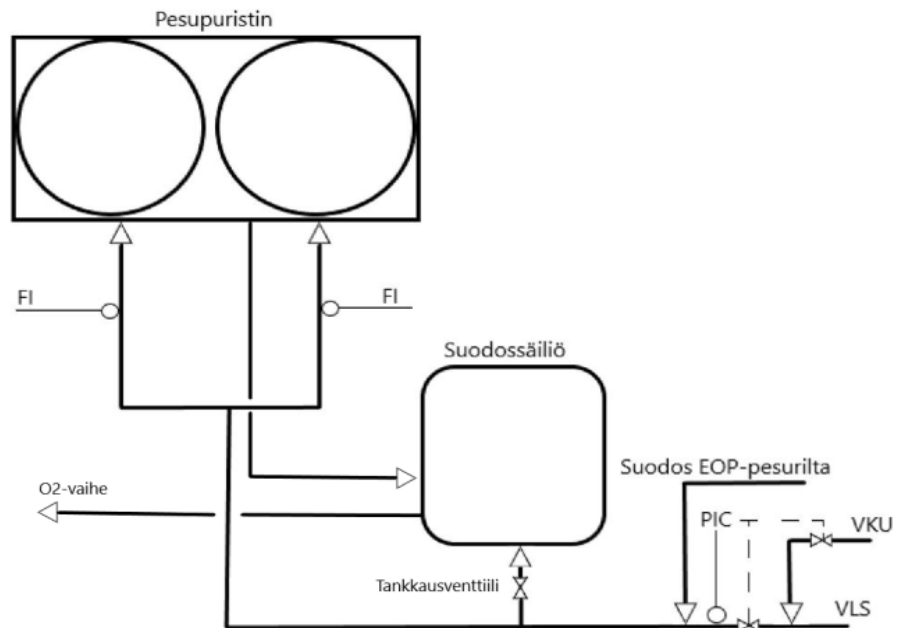 Pesupuristin
FI
FI
Suodossäiliö
Suodos EOP-pesurilta
O2-vaihe
PIC
VKU
Tankkausventtiili
VLS